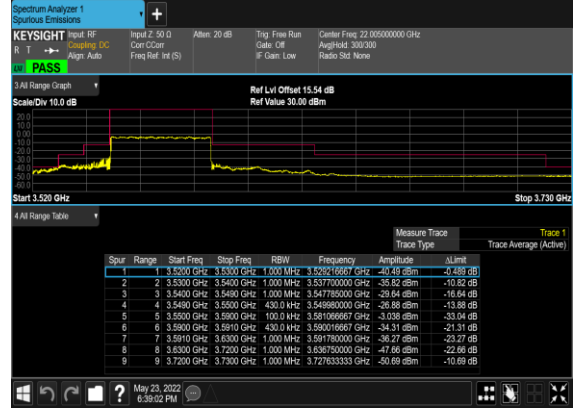 Spectrum Analyzer 1
Spurious Emissions
+
KEYSIGHT Input: RF Input Z: 50 Ω Atten: 20 dB Trig: Free Run Center Freq: 22.005000000 GHz
R T Coupling: DC Corr CCorr Gate: Off Avg|Hold: 300/300
Align: Auto Freq Ref: Int (S) IF Gain: Low Radio Std: None
PASS
3 All Range Graph
Ref Lvl Offset 15.54 dB
Scale/Div 10.0 dB Ref Value 30.00 dBm
20.0
10.0
0.00
-10.0
-20.0
-30.0
-40.0
-50.0
-60.0
Start 3.520 GHz Stop 3.730 GHz
4 All Range Table
Measure Trace Trace 1
Trace Type Trace Average (Active)
Spur Range Start Freq Stop Freq RBW Frequency Amplitude ΔLimit
1 1 3.5200 GHz 3.5300 GHz 1.000 MHz 3.529216667 GHz -40.49 dBm -0.489 dB
2 2 3.5300 GHz 3.5400 GHz 1.000 MHz 3.537700000 GHz -35.82 dBm -10.82 dB
3 3 3.5400 GHz 3.5490 GHz 1.000 MHz 3.547785000 GHz -29.64 dBm -16.64 dB
4 4 3.5490 GHz 3.5500 GHz 430.0 kHz 3.549980000 GHz -26.88 dBm -13.88 dB
5 5 3.5500 GHz 3.5900 GHz 100.0 kHz 3.581066667 GHz -3.038 dBm -33.04 dB
6 6 3.5900 GHz 3.5910 GHz 430.0 kHz 3.590016667 GHz -34.31 dBm -21.31 dB
7 7 3.5910 GHz 3.6300 GHz 1.000 MHz 3.591780000 GHz -36.27 dBm -23.27 dB
8 8 3.6300 GHz 3.7200 GHz 1.000 MHz 3.636750000 GHz -47.66 dBm -22.66 dB
9 9 3.7200 GHz 3.7300 GHz 1.000 MHz 3.727633333 GHz -50.69 dBm -10.69 dB
?
May 23, 2022
6:39:02 PM